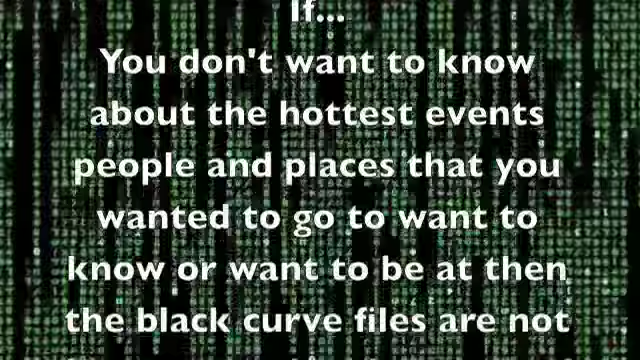 If...
You don't want to know
about the hottest events
people and places that you
wanted to go to want to
know or want to be at then
the black curve files are not